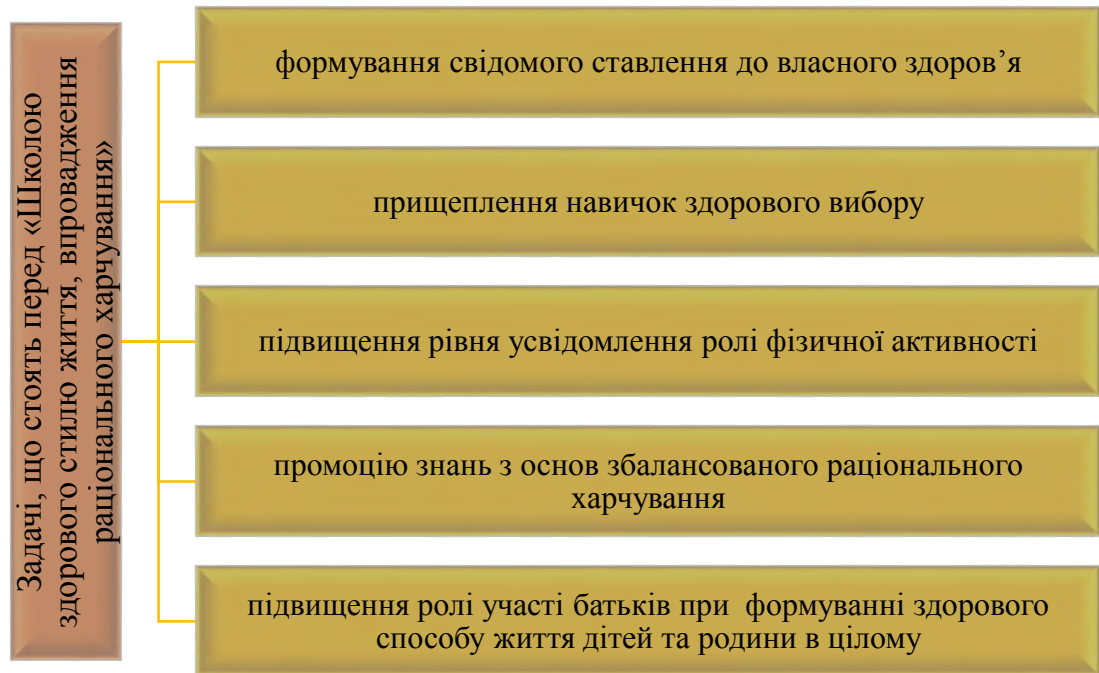 Задачі, що стоять перед «Школою
здорового стилю життя, впровадження
раціонального харчування»
формування свідомого ставлення до власного здоров’я
прищеплення навичок здорового вибору
підвищення рівня усвідомлення ролі фізичної активності
промоцію знань з основ збалансованого раціонального
харчування
підвищення ролі участі батьків при формуванні здорового
способу життя дітей та родини в цілому